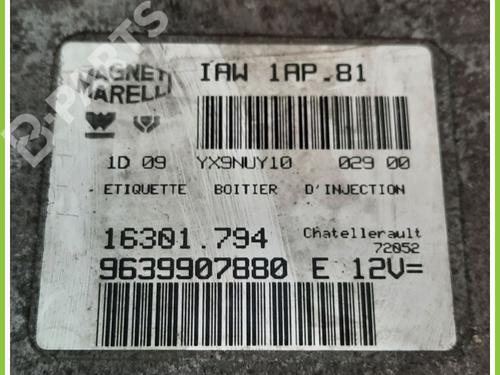 MAGNETI
MARELLI
IAW 1AP.81
1D 09 YX9NUY10 029 00
ETIQUETTE BOITIER D'INJECTION
16301.794
Chatellerault
72052
9639907880 E 12V=